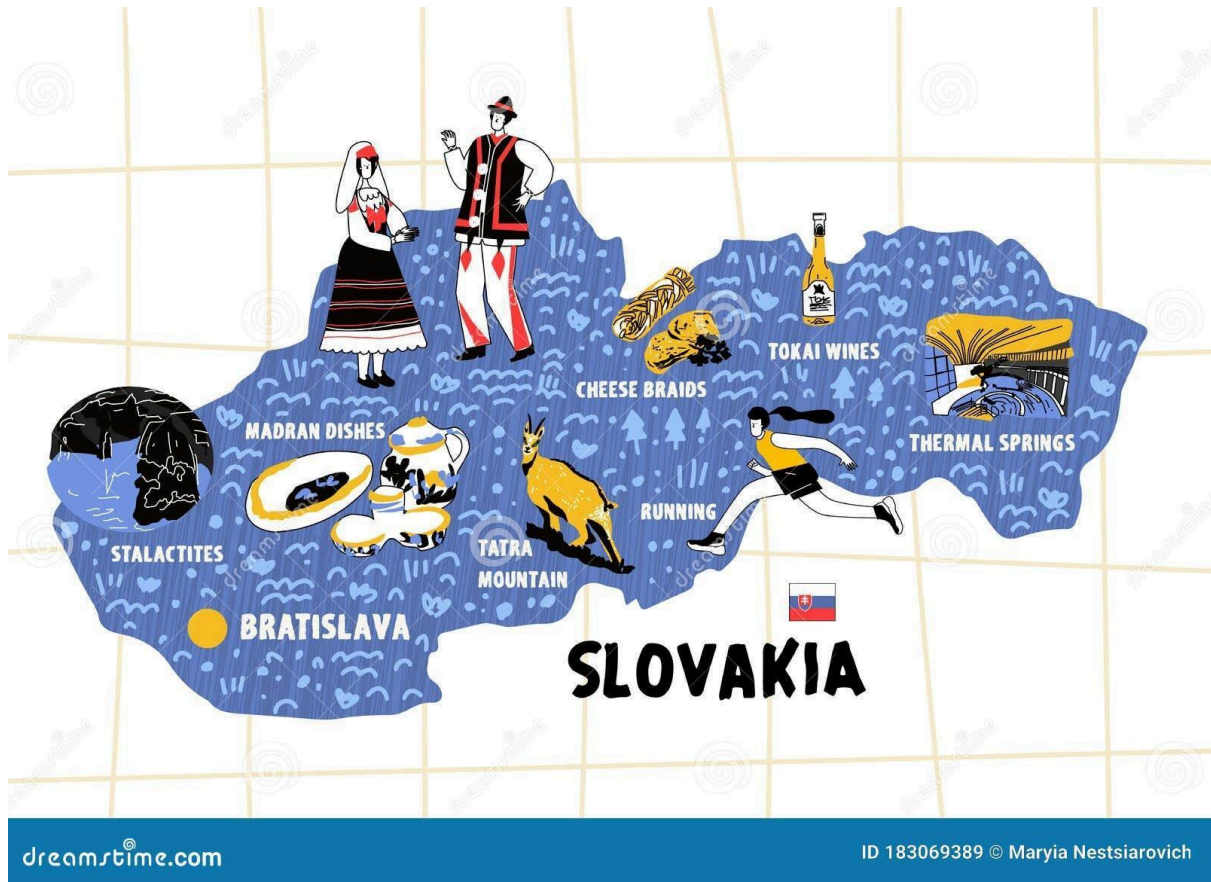 TOKAI WINES
CHEESE BRAIDS
MADRAN DISHES
THERMAL SPRINGS
RUNNING
STALACTITES
TATRA
MOUNTAIN
BRATISLAVA
SLOVAKIA
dreamstime.com
ID 183069389 © Maryia Nestsiarovich